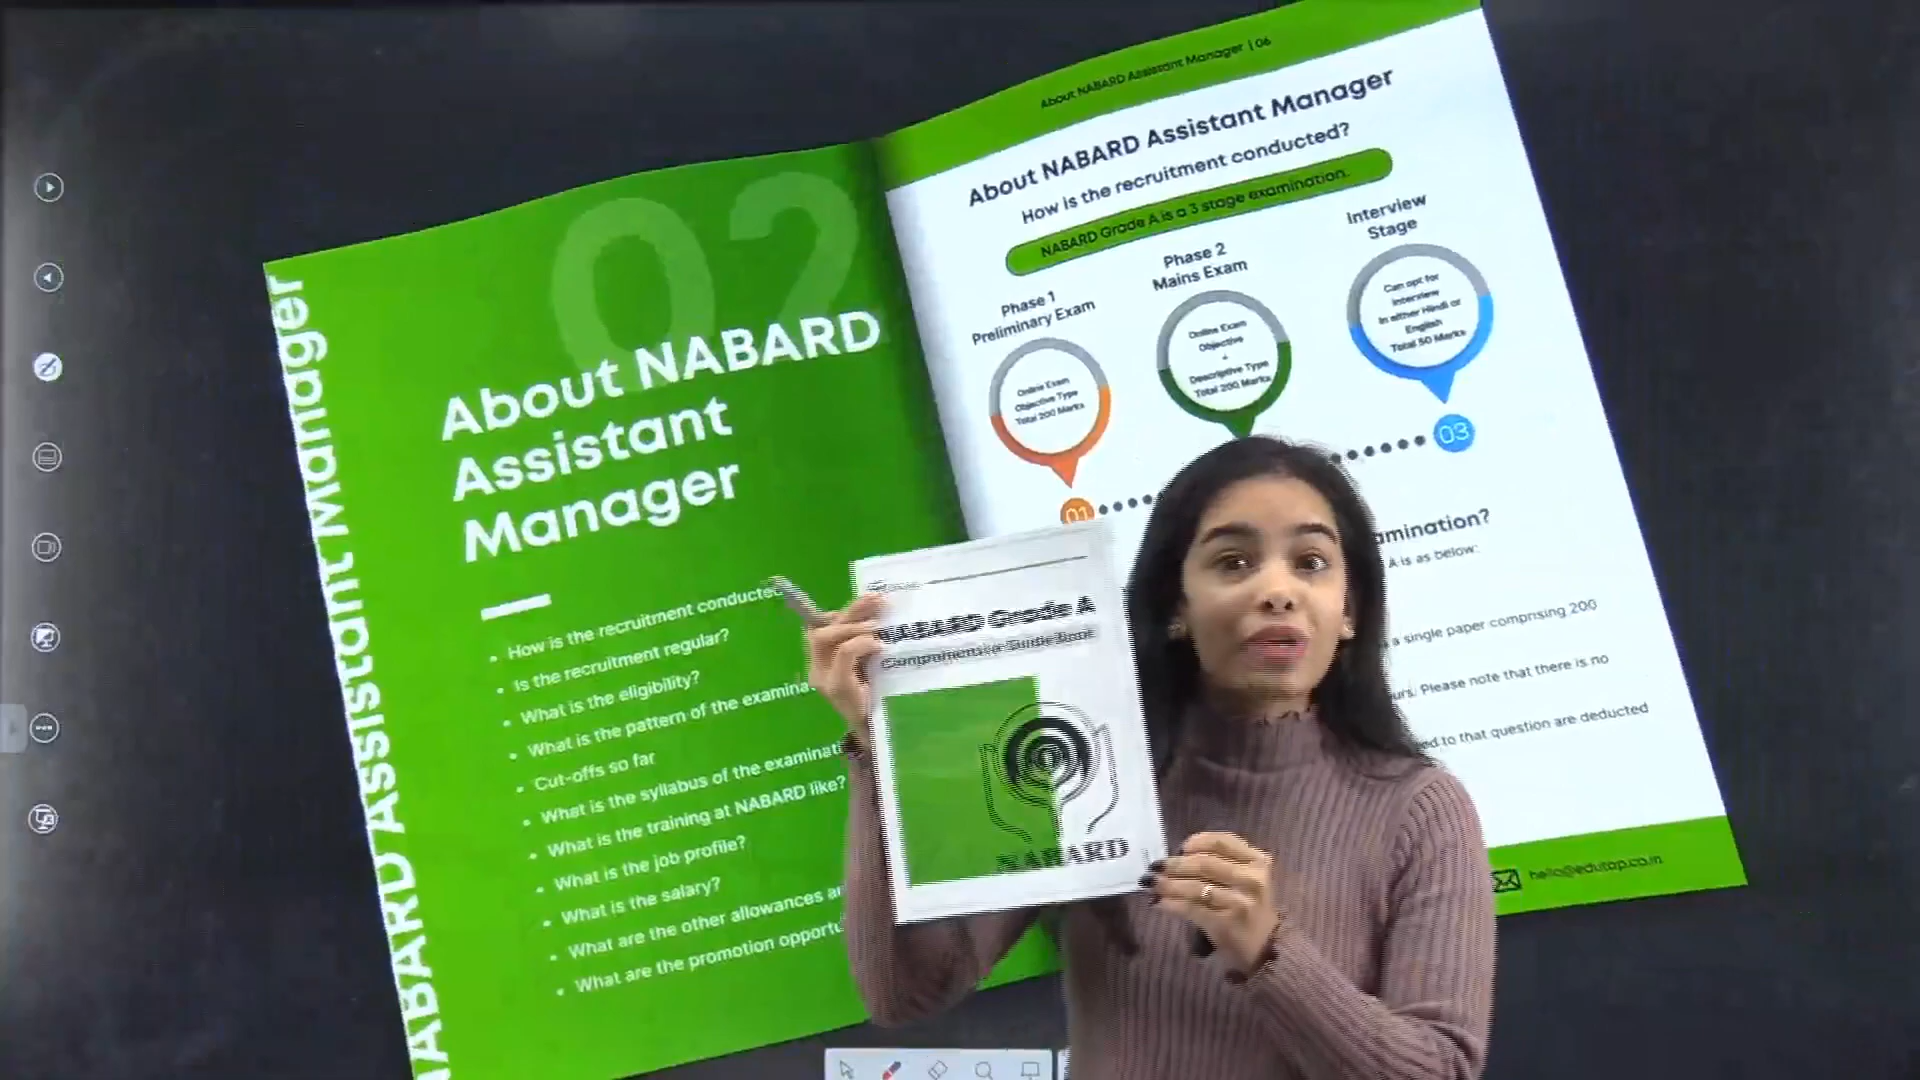 NABARD Assistant Manager
02
About NABARD
Assistant
Manager
• How is the recruitment conducted
• Is the recruitment regular?
• What is the eligibility?
• What is the pattern of the examina
• Cut-offs so far
• What is the syllabus of the examinati
• What is the training at NABARD like?
• What is the job profile?
• What is the salary?
• What are the other allowances an
• What are the promotion opportu
About NABARD Assistant Manager | 06
About NABARD Assistant Manager
How is the recruitment conducted?
NABARD Grade A is a 3 stage examination.
Phase 1
Preliminary Exam
Online Exam
Objective Type
Total 200 Marks
01
Phase 2
Mains Exam
Online Exam
Objective
+
Descriptive Type
Total 200 Marks
Interview
Stage
Can opt for
Interview
in either Hindi or
English
Total 50 Marks
03
amination?
A is as below:
a single paper comprising 200
urs. Please note that there is no
ed to that question are deducted
hello@edutap.co.in
NABARD Grade A
Comprehensive Guide Book
NABARD